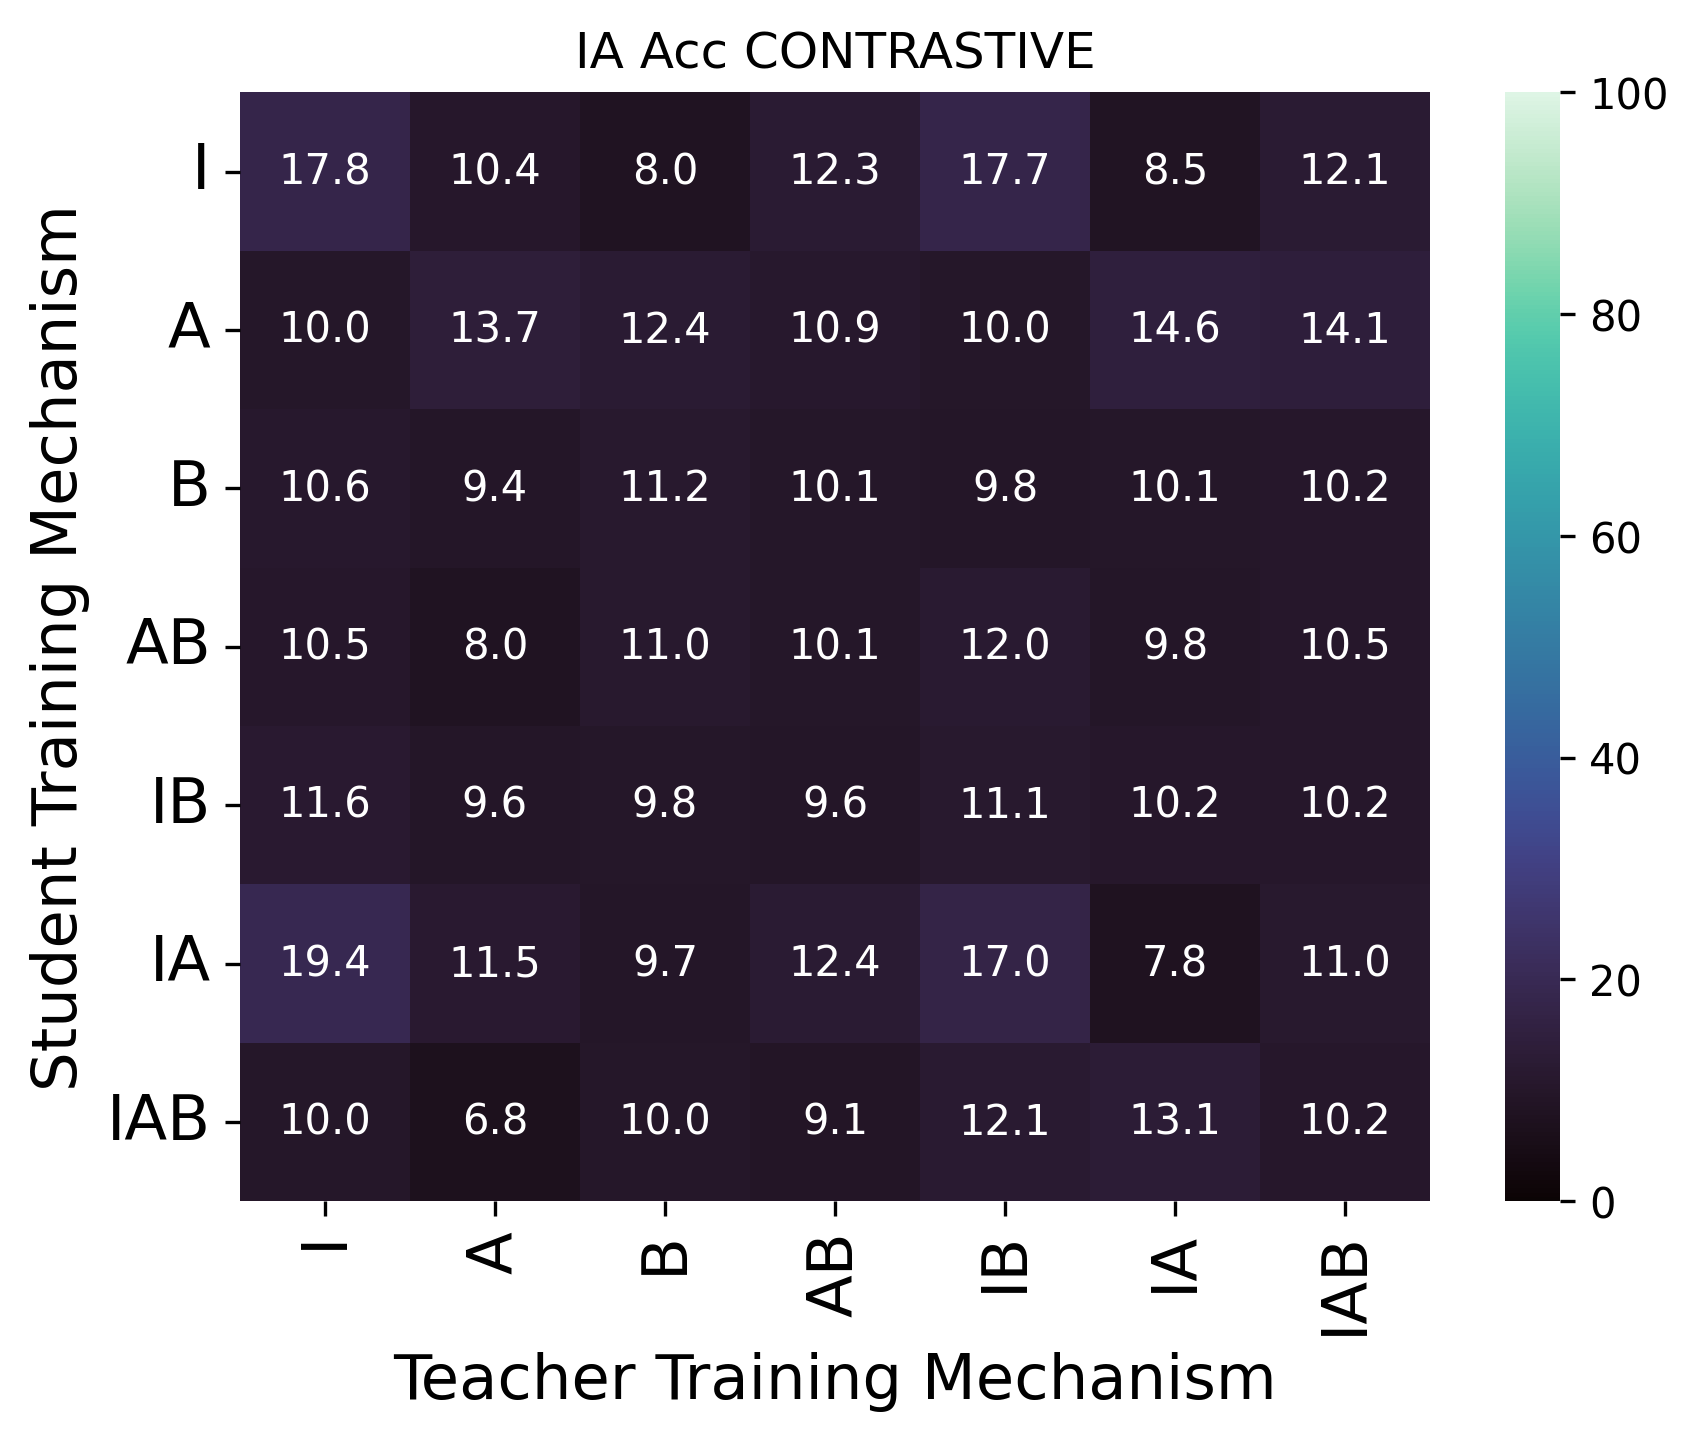 IA Acc CONTRASTIVE
Student Training Mechanism
I 17.8 10.4 8.0 12.3 17.7 8.5 12.1
A 10.0 13.7 12.4 10.9 10.0 14.6 14.1
B 10.6 9.4 11.2 10.1 9.8 10.1 10.2
AB 10.5 8.0 11.0 10.1 12.0 9.8 10.5
IB 11.6 9.6 9.8 9.6 11.1 10.2 10.2
IA 19.4 11.5 9.7 12.4 17.0 7.8 11.0
IAB 10.0 6.8 10.0 9.1 12.1 13.1 10.2
I A B AB IB IA IAB
Teacher Training Mechanism
100
80
60
40
20
0